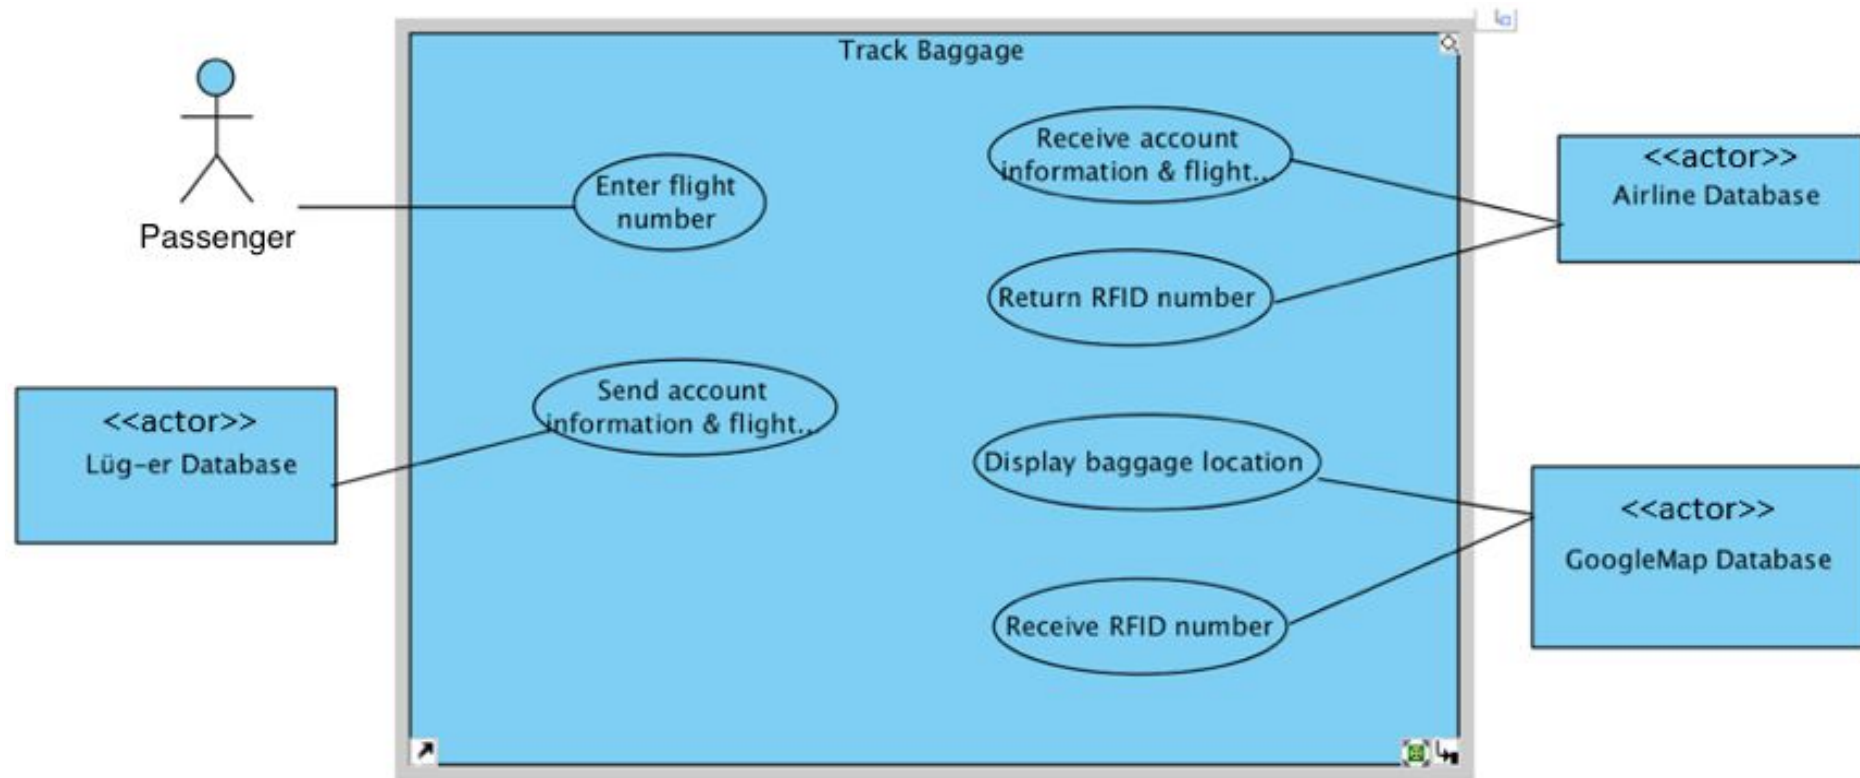 Track Baggage
Passenger
Enter flight
number
Receive account
information & flight..
<<actor>>
Airline Database
Return RFID number
<<actor>>
Lüg-er Database
Send account
information & flight..
Display baggage location
<<actor>>
GoogleMap Database
Receive RFID number